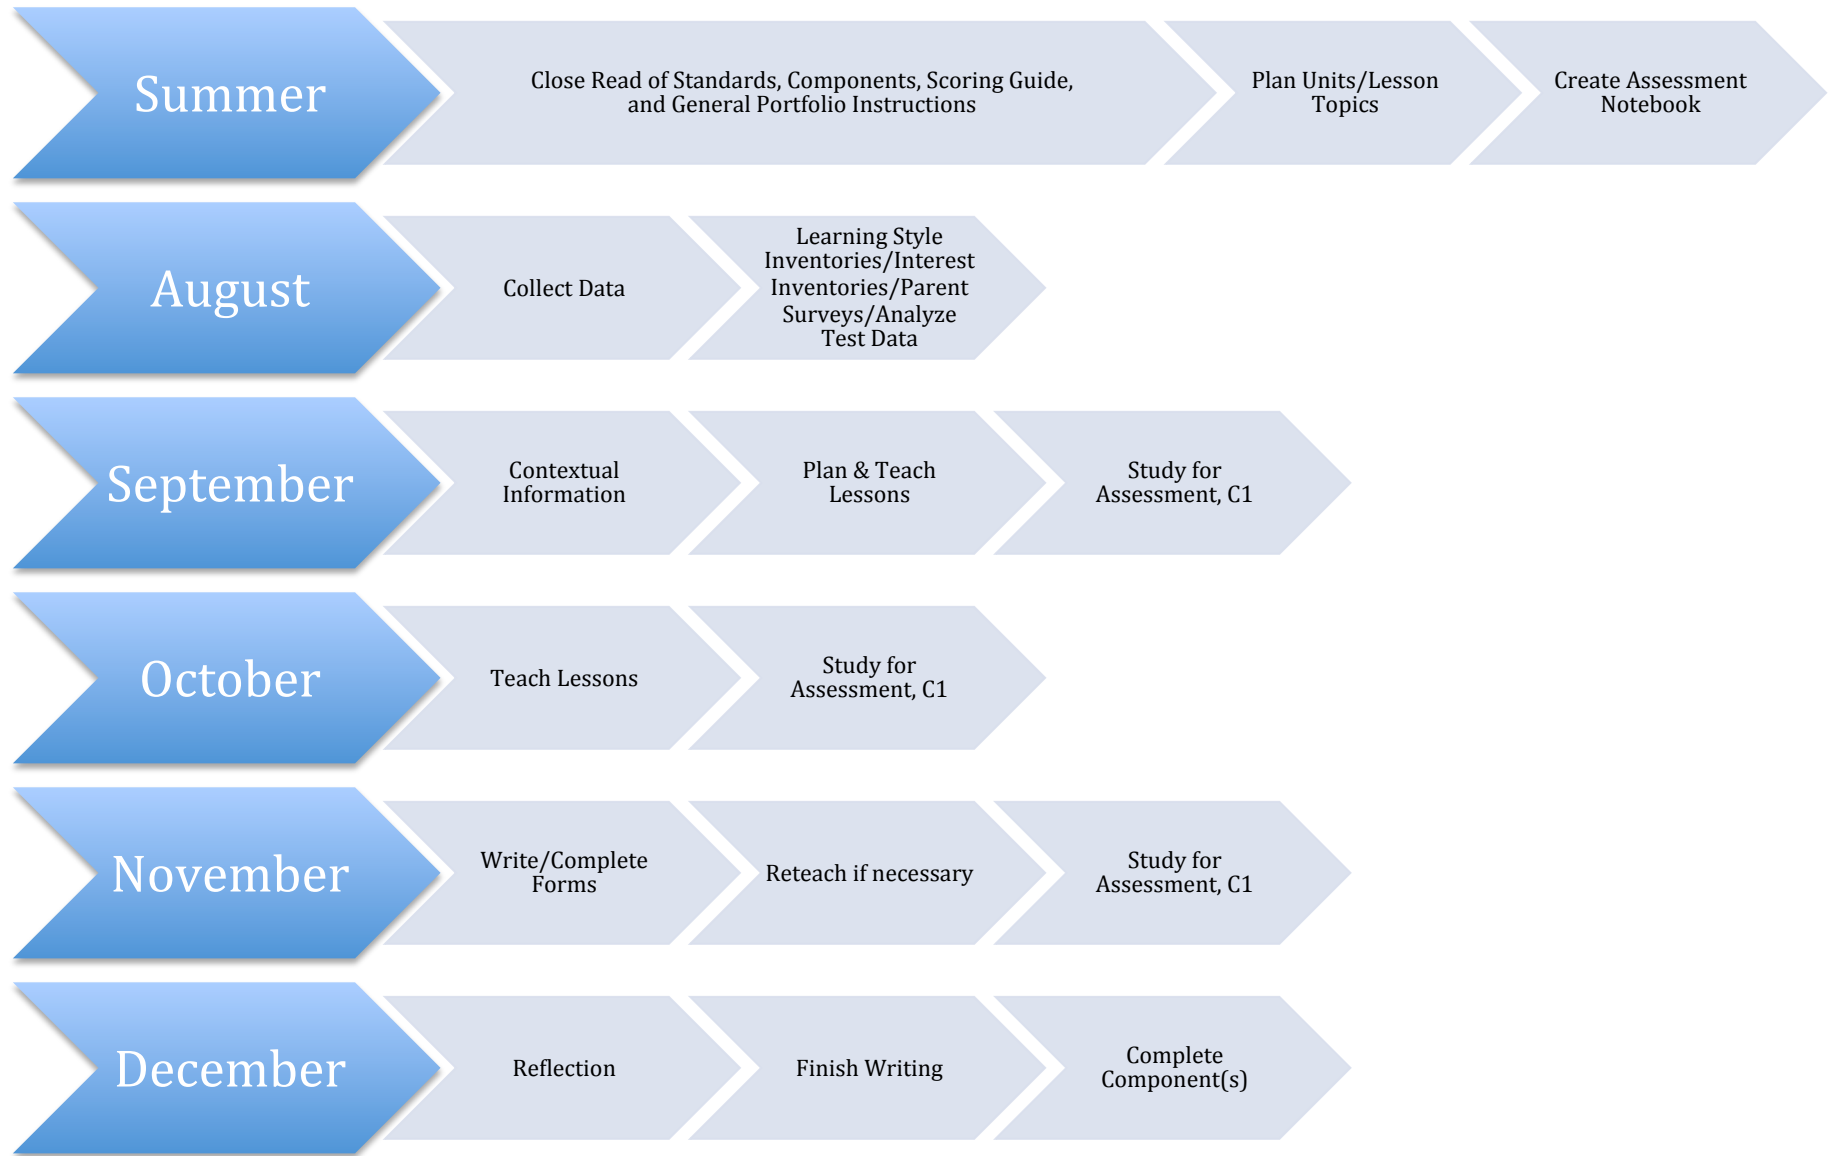 Summer
Close Read of Standards, Components, Scoring Guide,
and General Portfolio Instructions
Plan Units/Lesson
Topics
Create Assessment
Notebook
August
Collect Data
Learning Style
Inventories/Interest
Inventories/Parent
Surveys/Analyze
Test Data
September
Contextual
Information
Plan & Teach
Lessons
Study for
Assessment, C1
October
Teach Lessons
Study for
Assessment, C1
November
Write/Complete
Forms
Reteach if necessary
Study for
Assessment, C1
December
Reflection
Finish Writing
Complete
Component(s)